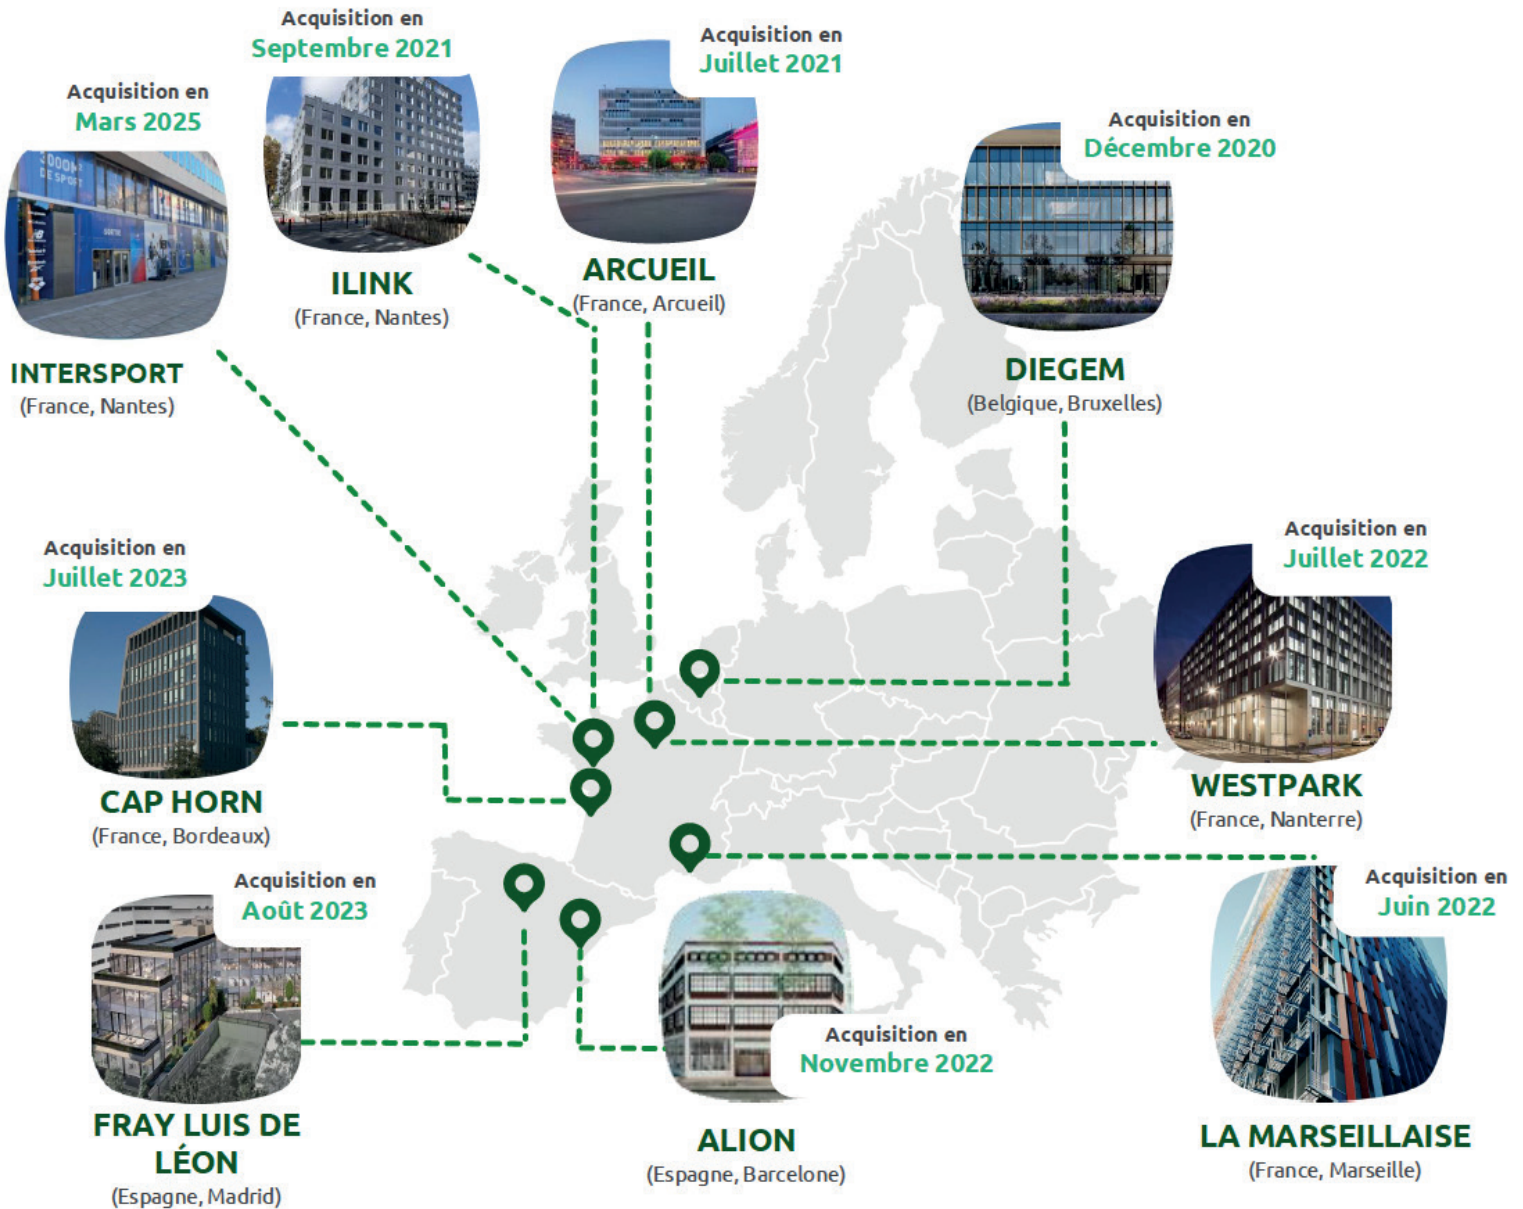 Acquisition en
Septembre 2021
ILINK
(France, Nantes)
Acquisition en
Juillet 2021
ARCUEIL
(France, Arcueil)
Acquisition en
Mars 2025
3000M²
DE SPORT
INTERSPORT
(France, Nantes)
Acquisition en
Décembre 2020
DIEGEM
(Belgique, Bruxelles)
Acquisition en
Juillet 2023
CAP HORN
(France, Bordeaux)
Acquisition en
Juillet 2022
WESTPARK
(France, Nanterre)
Acquisition en
Août 2023
FRAY LUIS DE
LÉON
(Espagne, Madrid)
Acquisition en
Novembre 2022
ALION
(Espagne, Barcelone)
Acquisition en
Juin 2022
LA MARSEILLAISE
(France, Marseille)